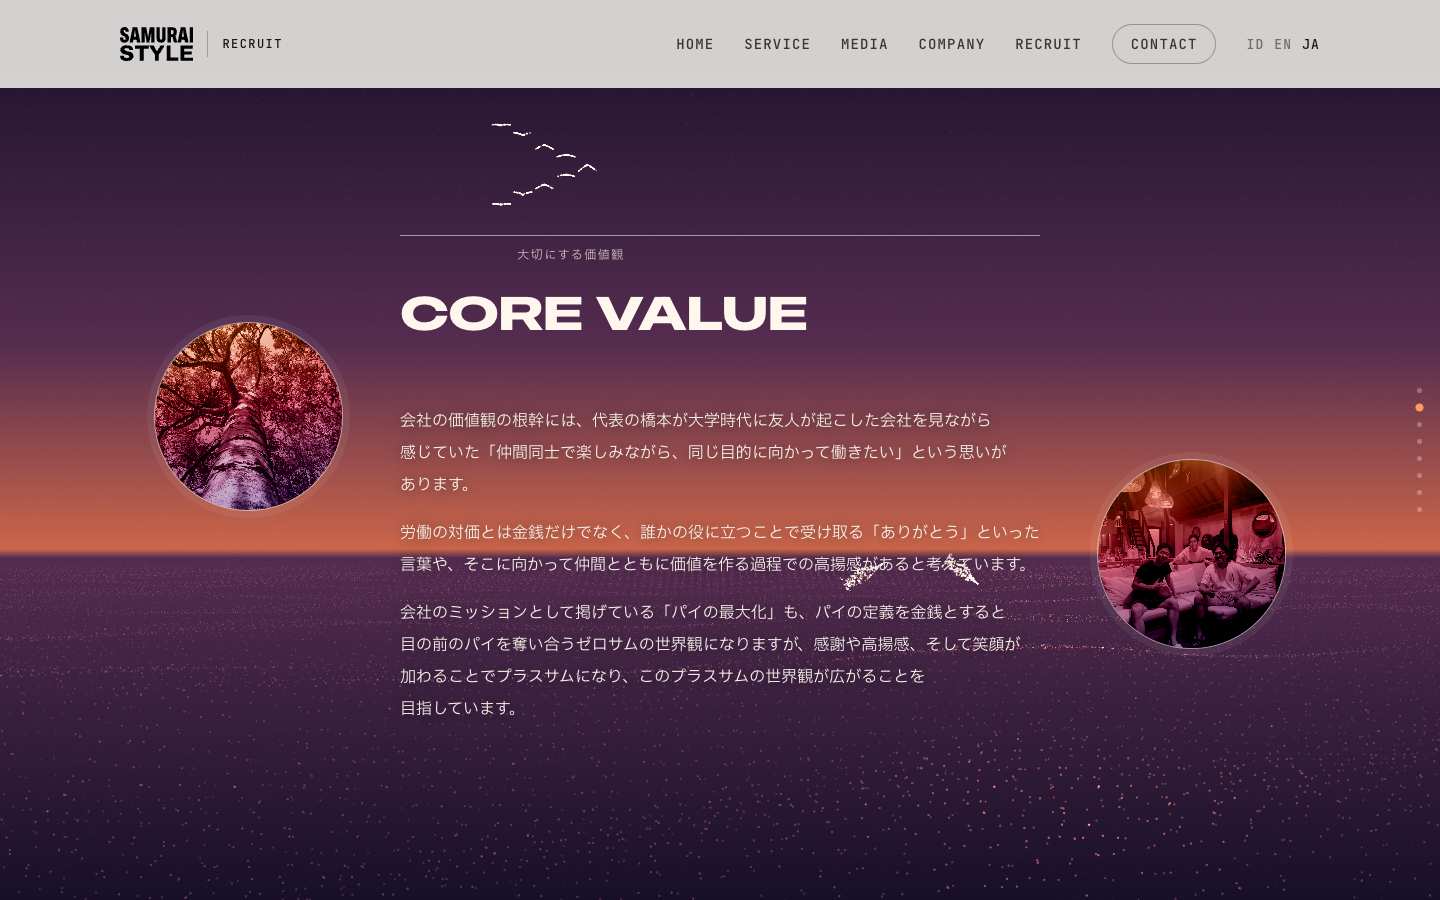 SAMURAI
STYLE
RECRUIT
HOME SERVICE MEDIA COMPANY RECRUIT CONTACT ID EN JA
大切にする価値観
CORE VALUE
会社の価値観の根幹には、代表の橋本が大学時代に友人が起こした会社を見ながら
感じていた「仲間同士で楽しみながら、同じ目的に向かって働きたい」という思いが
あります。
労働の対価とは金銭だけでなく、誰かの役に立つことで受け取る「ありがとう」といった
言葉や、そこに向かって仲間とともに価値を作る過程での高揚感があると考えています。
会社のミッションとして掲げている「パイの最大化」も、パイの定義を金銭とすると
目の前のパイを奪い合うゼロサムの世界観になりますが、感謝や高揚感、そして笑顔が
加わることでプラスサムになり、このプラスサムの世界観が広がることを
目指しています。